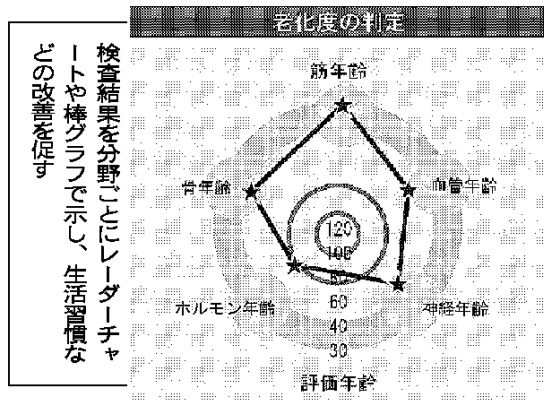 老化度の判定
検査結果を分野ごとにレーダーチャ
ートや棒グラフで示し、生活習慣な
どの改善を促す
筋年齢
骨年齢
血管年齢
ホルモン年齢
神経年齢
120
100
60
40
30
評価年齢